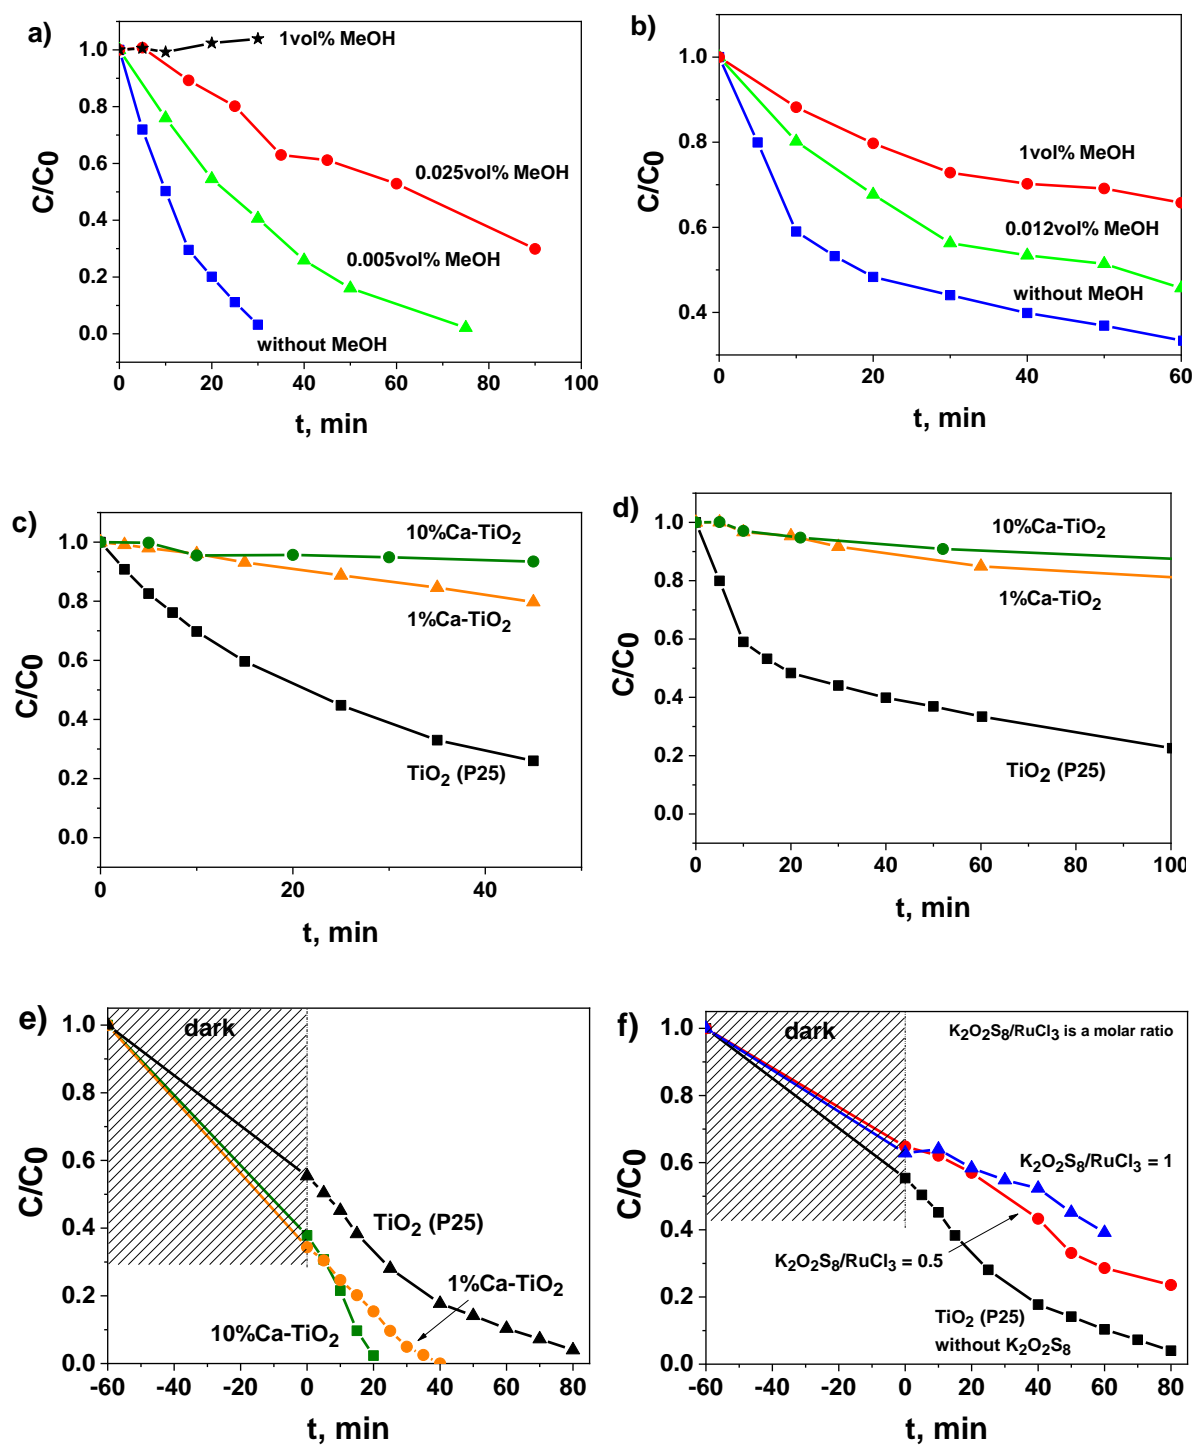 a)
1vol% MeOH
0.025vol% MeOH
0.005vol% MeOH
without MeOH
C/C0
1.0
0.8
0.6
0.4
0.2
0.0
0 20 40 60 80 100
t, min
b)
1vol% MeOH
0.012vol% MeOH
without MeOH
C/C0
1.0
0.8
0.6
0.4
0 20 40 60
t, min
c)
10%Ca-TiO2
1%Ca-TiO2
TiO2 (P25)
C/C0
1.0
0.8
0.6
0.4
0.2
0.0
0 20 40
t, min
d)
10%Ca-TiO2
1%Ca-TiO2
TiO2 (P25)
C/C0
1.0
0.8
0.6
0.4
0.2
0.0
0 20 40 60 80 100
t, min
e)
dark
TiO2 (P25)
1%Ca-TiO2
10%Ca-TiO2
C/C0
1.0
0.8
0.6
0.4
0.2
0.0
-60 -40 -20 0 20 40 60 80
t, min
f)
dark
K2O2S8/RuCl3 is a molar ratio
K2O2S8/RuCl3 = 1
K2O2S8/RuCl3 = 0.5
TiO2 (P25)
without K2O2S8
C/C0
1.0
0.8
0.6
0.4
0.2
0.0
-60 -40 -20 0 20 40 60 80
t, min